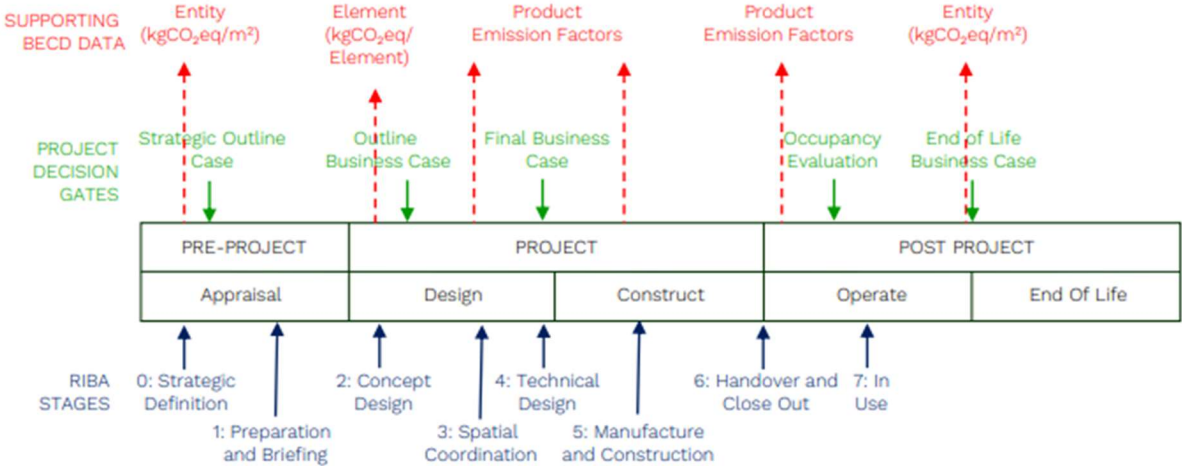 SUPPORTING
BECD DATA
Entity
(kgCO₂eq/m²)
Element
(kgCO₂eq/
Element)
Product
Emission Factors
Product
Emission Factors
Entity
(kgCO₂eq/m²)
PROJECT
DECISION
GATES
Strategic Outline
Case
Outline
Business Case
Final Business
Case
Occupancy
Evaluation
End of Life
Business Case
PRE-PROJECT
PROJECT
POST PROJECT
Appraisal
Design
Construct
Operate
End Of Life
RIBA
STAGES
0: Strategic
Definition
1: Preparation
and Briefing
2: Concept
Design
3: Spatial
Coordination
4: Technical
Design
5: Manufacture
and Construction
6: Handover and
Close Out
7: In
Use